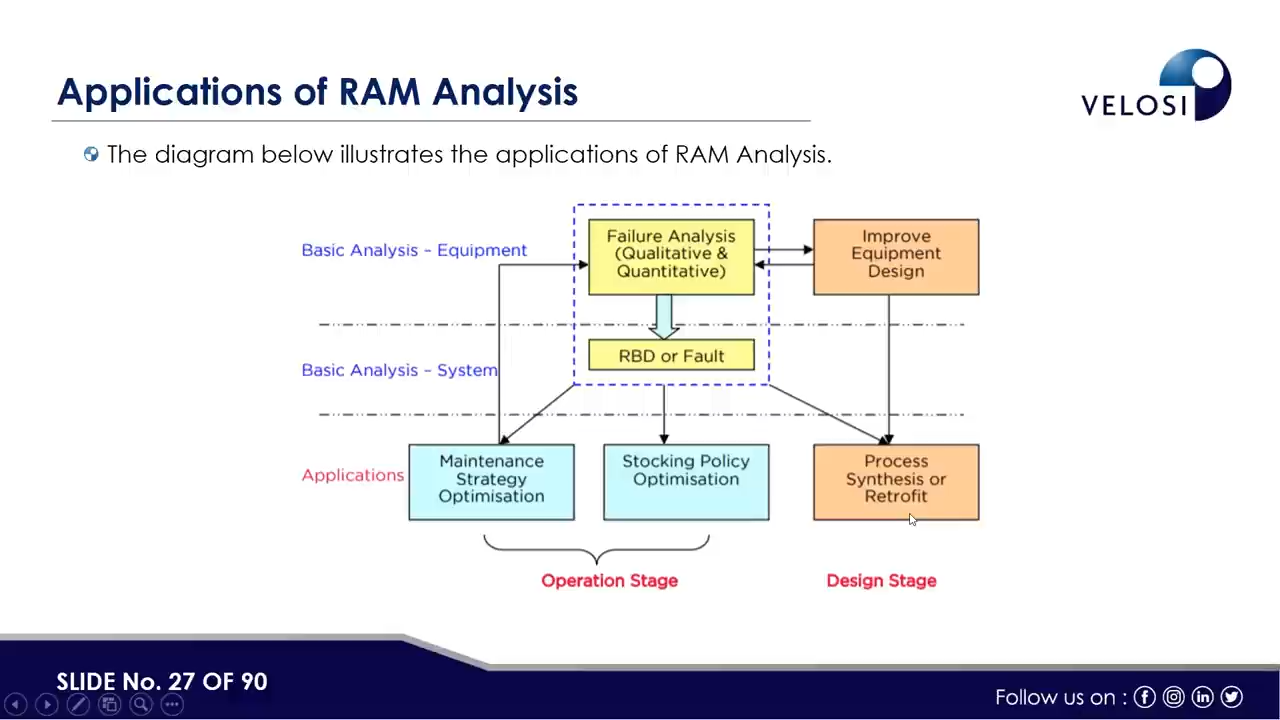 Applications of RAM Analysis
VELOSI
The diagram below illustrates the applications of RAM Analysis.
Basic Analysis – Equipment
Failure Analysis
(Qualitative &
Quantitative)
Improve
Equipment
Design
Basic Analysis – System
RBD or Fault
Applications
Maintenance
Strategy
Optimisation
Stocking Policy
Optimisation
Process
Synthesis or
Retrofit
Operation Stage
Design Stage
SLIDE No. 27 OF 90
Follow us on :